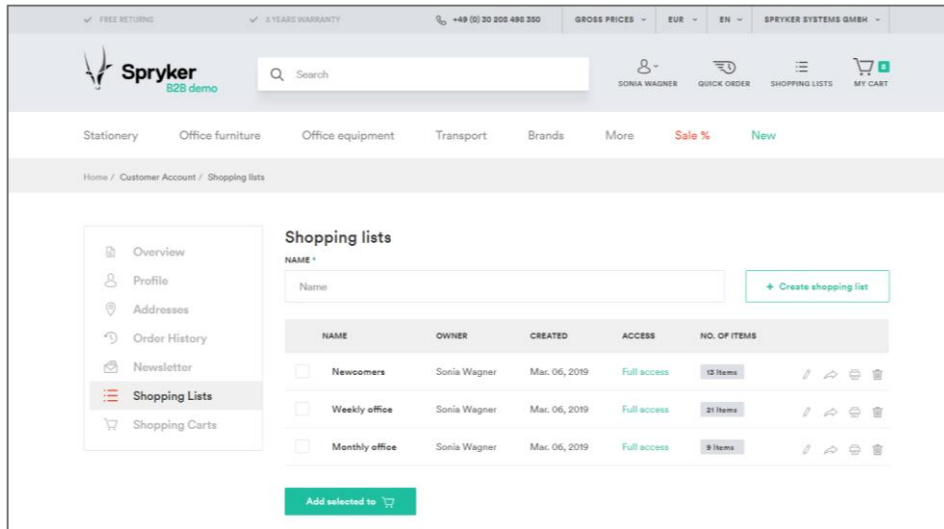 FREE RETURNS 3 YEARS WARRANTY +49 (0) 30 208 498 350 GROSS PRICES EUR EN SPRYKER SYSTEMS GMBH
Spryker
B2B demo
Search
SONIA WAGNER QUICK ORDER SHOPPING LISTS MY CART
Stationery Office furniture Office equipment Transport Brands More Sale % New
Home / Customer Account / Shopping lists
Overview
Profile
Addresses
Order History
Newsletter
Shopping Lists
Shopping Carts
Shopping lists
NAME *
Name
+ Create shopping list
NAME OWNER CREATED ACCESS NO. OF ITEMS
Newcomers Sonia Wagner Mar. 06, 2019 Full access 13 Items
Weekly office Sonia Wagner Mar. 06, 2019 Full access 21 Items
Monthly office Sonia Wagner Mar. 06, 2019 Full access 9 Items
Add selected to